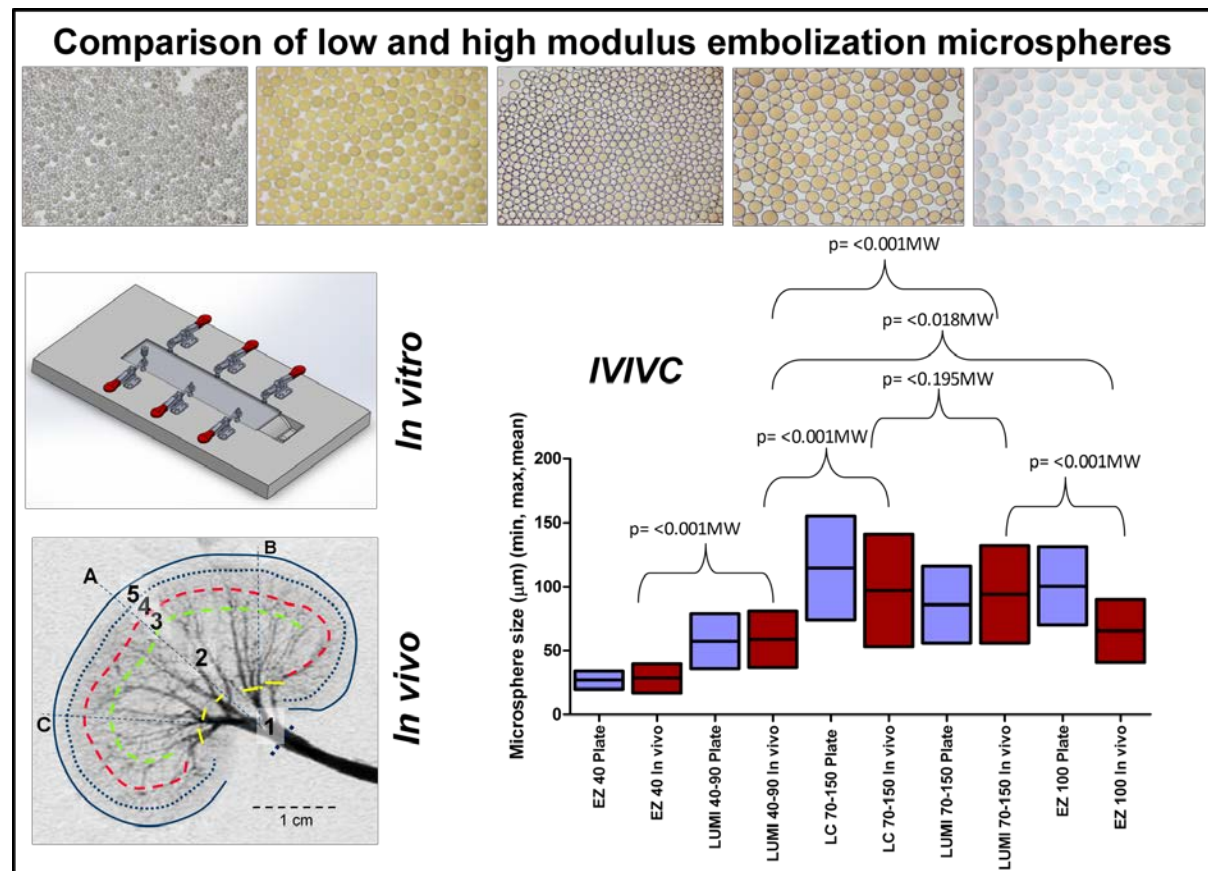 Comparison of low and high modulus embolization microspheres
In vitro
In vivo
A
B
C
5
4
3
2
1
1 cm
IVIVC
p= <0.001MW
p= <0.018MW
p= <0.195MW
p= <0.001MW
p= <0.001MW
p= <0.001MW
Microsphere size (μm) (min, max,mean)
200
150
100
50
0
EZ 40 Plate
EZ 40 In vivo
LUMI 40-90 Plate
LUMI 40-90 In vivo
LC 70-150 Plate
LC 70-150 In vivo
LUMI 70-150 Plate
LUMI 70-150 In vivo
EZ 100 Plate
EZ 100 In vivo